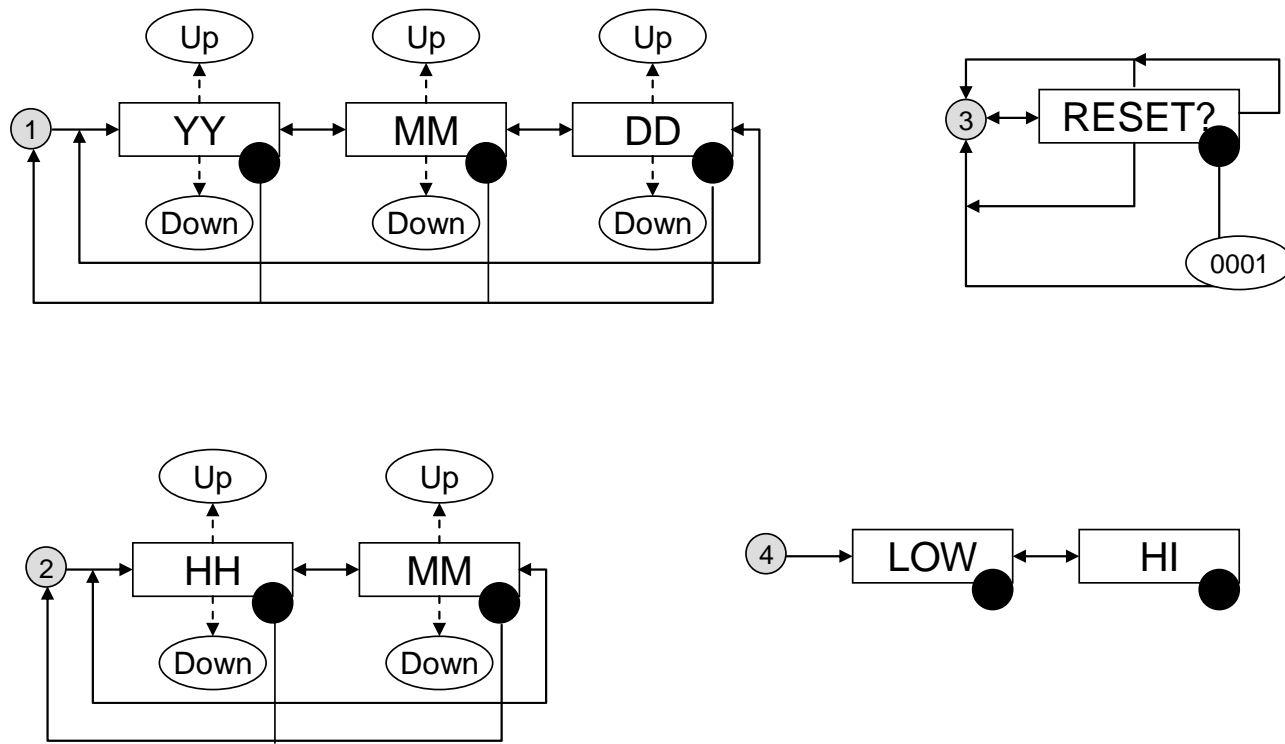 Up Up Up
1 YY MM DD
Down Down Down
3 RESET?
0001
Up Up
2 HH MM
Down Down
4 LOW HI